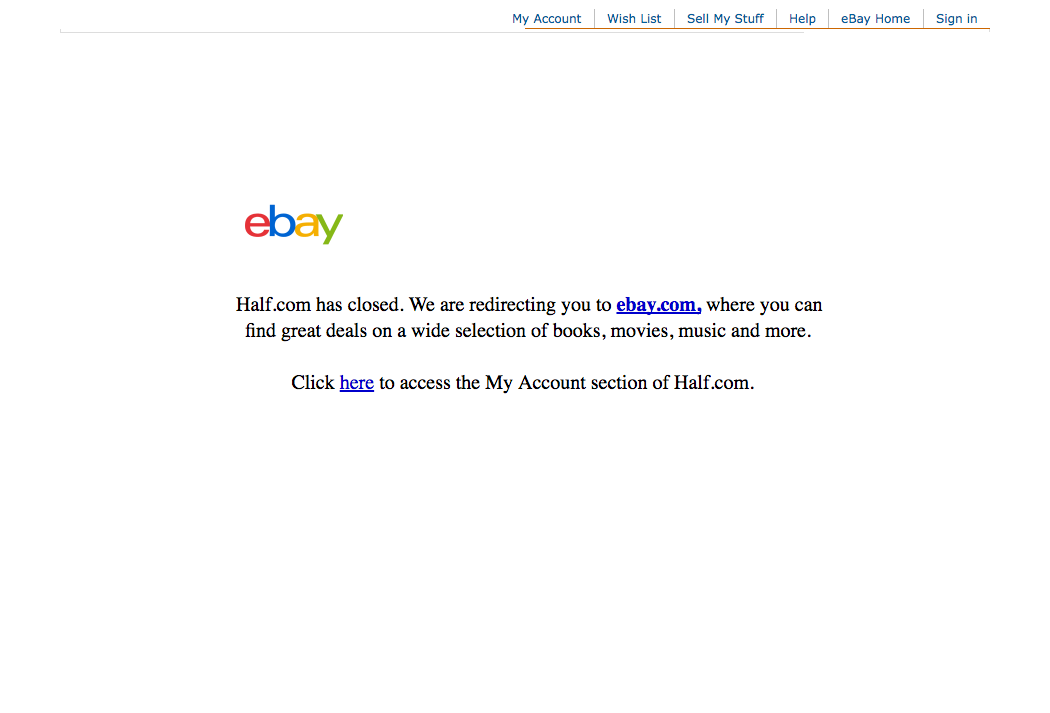 My Account Wish List Sell My Stuff Help eBay Home Sign in
ebay
Half.com has closed. We are redirecting you to ebay.com, where you can
find great deals on a wide selection of books, movies, music and more.
Click here to access the My Account section of Half.com.